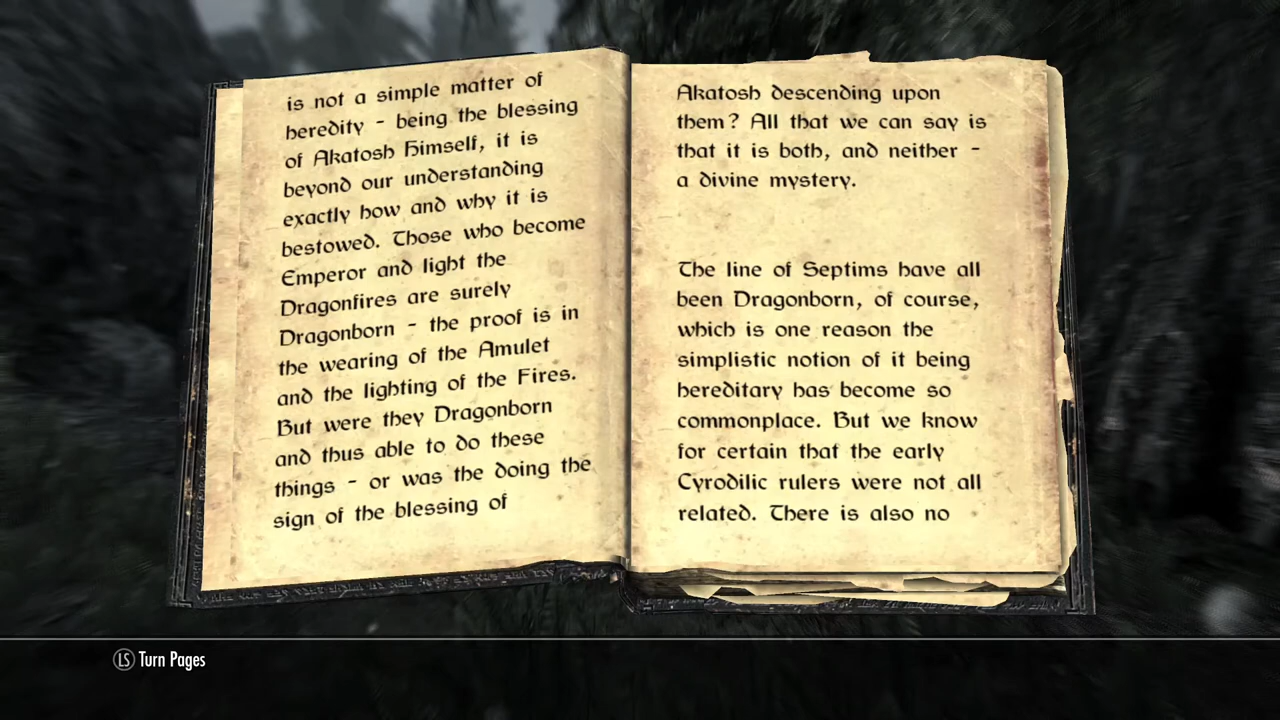 is not a simple matter of
heredity - being the blessing
of Akatosh Himself, it is
beyond our understanding
exactly how and why it is
bestowed. Those who become
Emperor and light the
Dragonfires are surely
Dragonborn - the proof is in
the wearing of the Amulet
and the lighting of the Fires.
But were they Dragonborn
and thus able to do these
things - or was the doing the
sign of the blessing of
Akatosh descending upon
them? All that we can say is
that it is both, and neither -
a divine mystery.
The line of Septims have all
been Dragonborn, of course,
which is one reason the
simplistic notion of it being
hereditary has become so
commonplace. But we know
for certain that the early
Cyrodilic rulers were not all
related. There is also no
LS Turn Pages